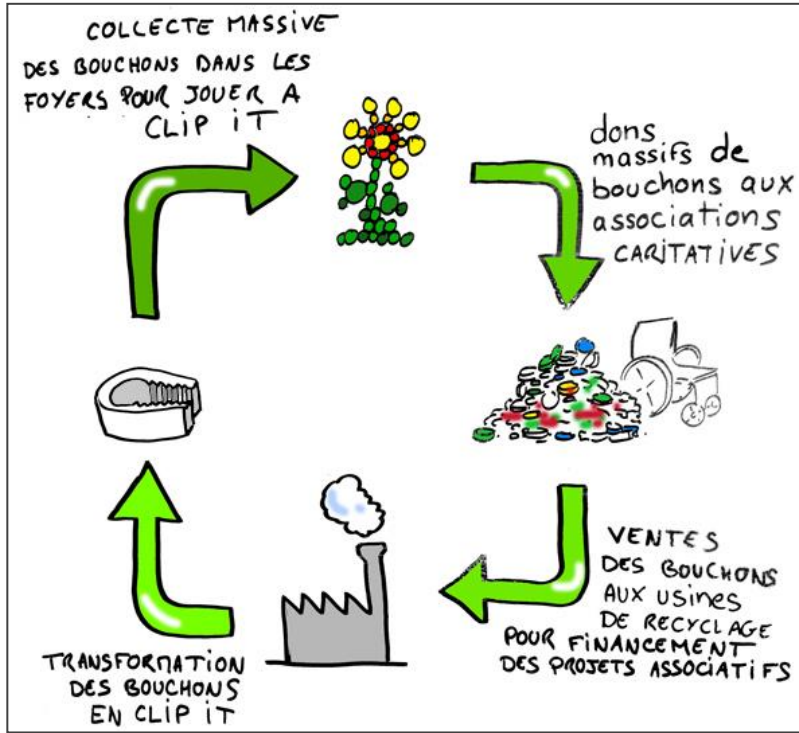 COLLECTE MASSIVE
DES BOUCHONS DANS LES
FOYERS POUR JOUER A
CLIP iT
dons
massifs de
bouchons aux
associations
CARITATIVES
VENTES
DES BOUCHONS
AUX USINES
DE RECYCLAGE
POUR FINANCEMENT
DES PROJETS ASSOCIATIFS
TRANSFORMATION
DES BOUCHONS
EN CLIP iT